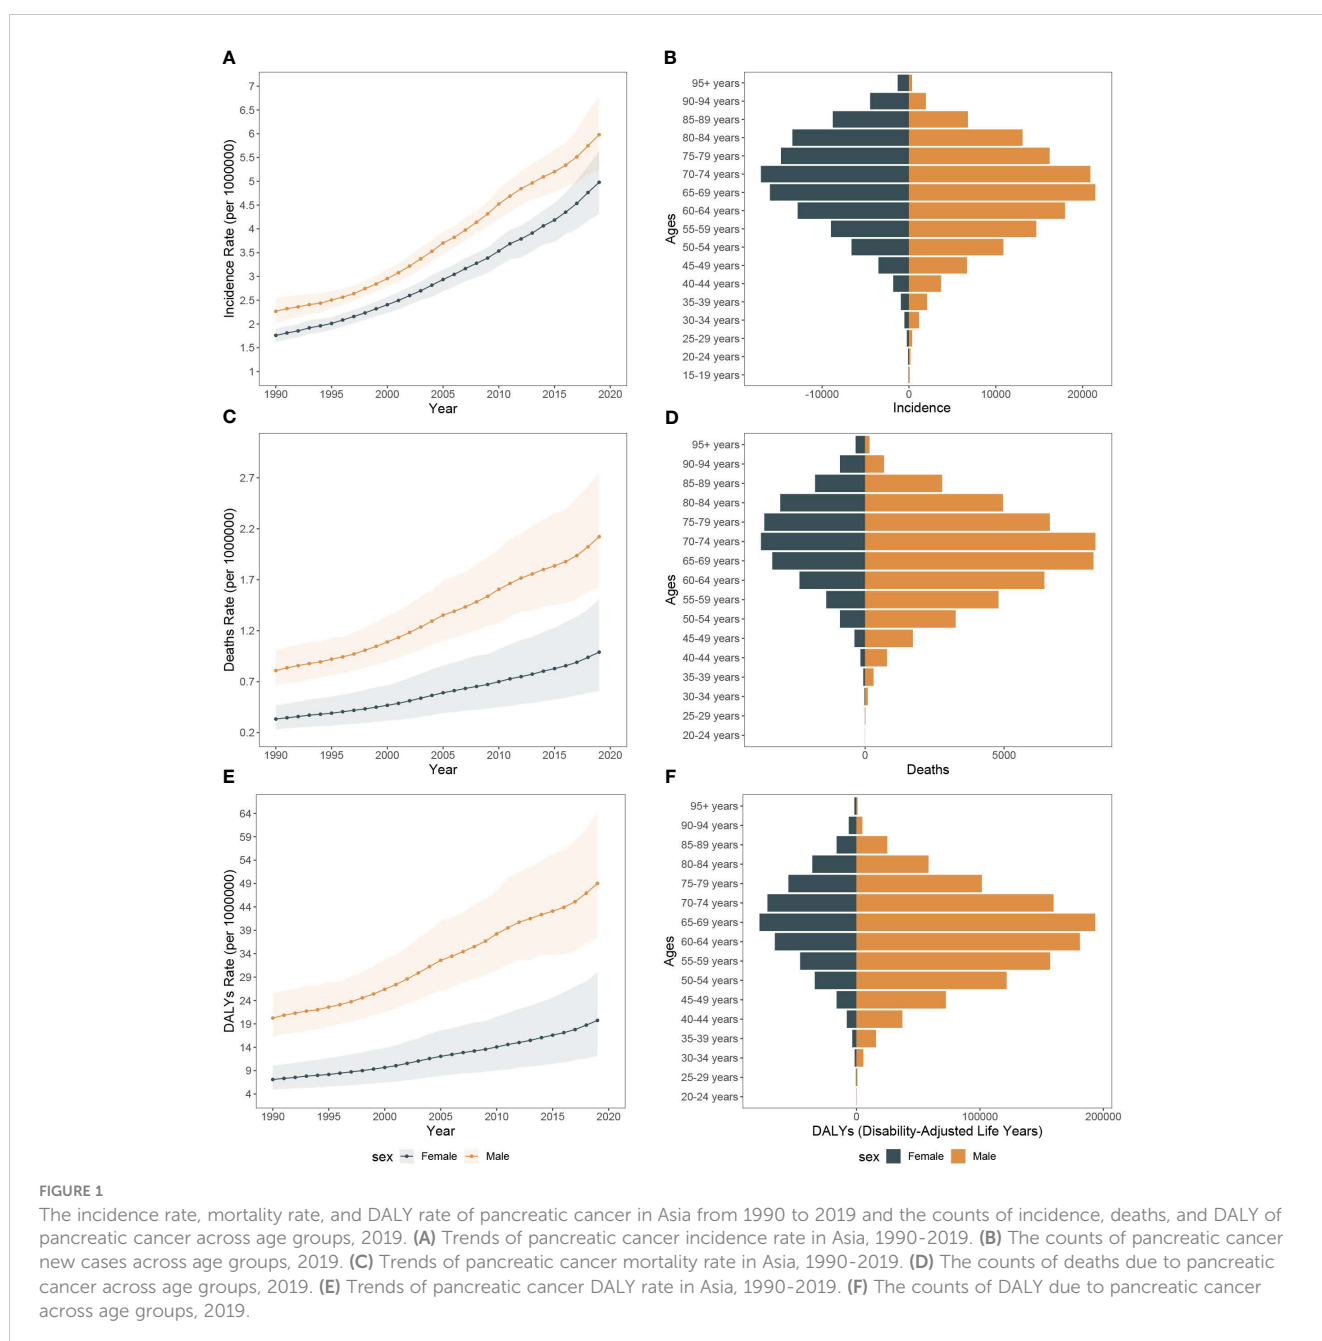 A
Incidence Rate (per 1000000)
7
6.5
6
5.5
5
4.5
4
3.5
3
2.5
2
1.5
1
1990 1995 2000 2005 2010 2015 2020
Year
B
Ages
95+ years
90-94 years
85-89 years
80-84 years
75-79 years
70-74 years
65-69 years
60-64 years
55-59 years
50-54 years
45-49 years
40-44 years
35-39 years
30-34 years
25-29 years
20-24 years
15-19 years
-10000 0 10000 20000
Incidence
C
Deaths Rate (per 1000000)
2.7
2.2
1.7
1.2
0.7
0.2
1990 1995 2000 2005 2010 2015 2020
Year
D
Ages
95+ years
90-94 years
85-89 years
80-84 years
75-79 years
70-74 years
65-69 years
60-64 years
55-59 years
50-54 years
45-49 years
40-44 years
35-39 years
30-34 years
25-29 years
20-24 years
0 5000
Deaths
E
DALYs Rate (per 1000000)
64
59
54
49
44
39
34
29
24
19
14
9
4
1990 1995 2000 2005 2010 2015 2020
Year
sex Female Male
F
Ages
95+ years
90-94 years
85-89 years
80-84 years
75-79 years
70-74 years
65-69 years
60-64 years
55-59 years
50-54 years
45-49 years
40-44 years
35-39 years
30-34 years
25-29 years
20-24 years
0 100000 200000
DALYs (Disability-Adjusted Life Years)
sex Female Male
FIGURE 1
The incidence rate, mortality rate, and DALY rate of pancreatic cancer in Asia from 1990 to 2019 and the counts of incidence, deaths, and DALY of
pancreatic cancer across age groups, 2019. (A) Trends of pancreatic cancer incidence rate in Asia, 1990-2019. (B) The counts of pancreatic cancer
new cases across age groups, 2019. (C) Trends of pancreatic cancer mortality rate in Asia, 1990-2019. (D) The counts of deaths due to pancreatic
cancer across age groups, 2019. (E) Trends of pancreatic cancer DALY rate in Asia, 1990-2019. (F) The counts of DALY due to pancreatic cancer
across age groups, 2019.